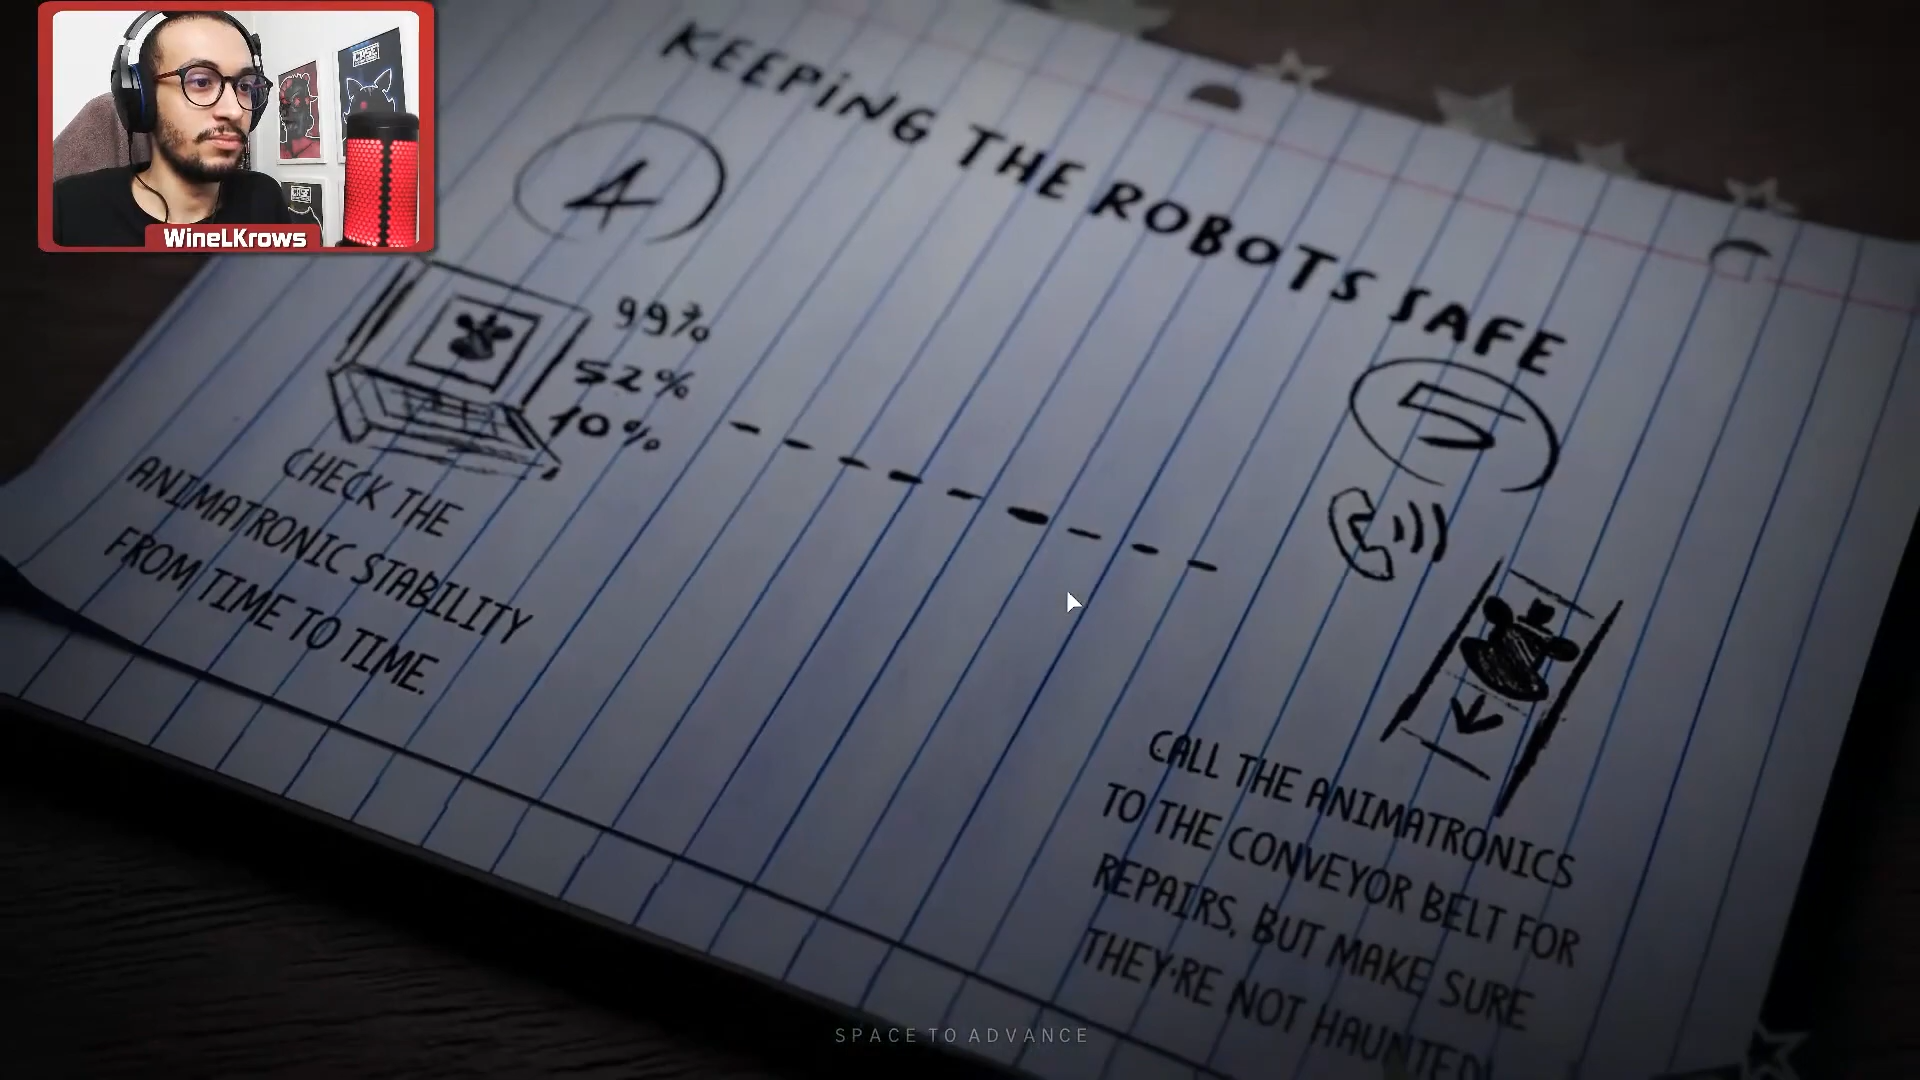 WineLKrows
KEEPING THE ROBOTS SAFE
4
99%
52%
10%
CHECK THE
ANIMATRONIC STABILITY
FROM TIME TO TIME.
5
CALL THE ANIMATRONICS
TO THE CONVEYOR BELT FOR
REPAIRS, BUT MAKE SURE
THEY'RE NOT HAUNTED!
SPACE TO ADVANCE